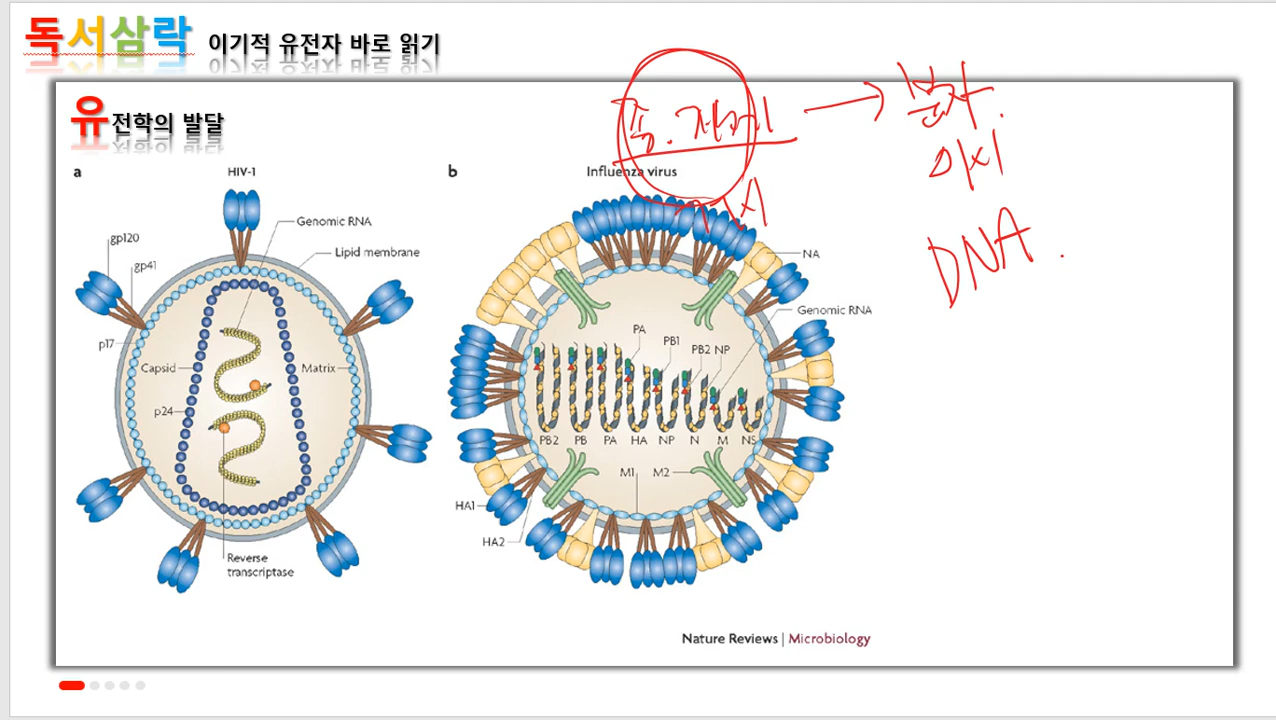 독서삼락 이기적 유전자 바로 읽기
유전학의 발달
a
HIV-1
Genomic RNA
Lipid membrane
gp120
gp41
p17
Capsid
Matrix
p24
Reverse
transcriptase
b
Influenza virus
NA
Genomic RNA
PA
PB1
PB2 NP
PB2 PB PA HA NP N M NS
M1 M2
HA1
HA2
Nature Reviews | Microbiology
분자
DNA.